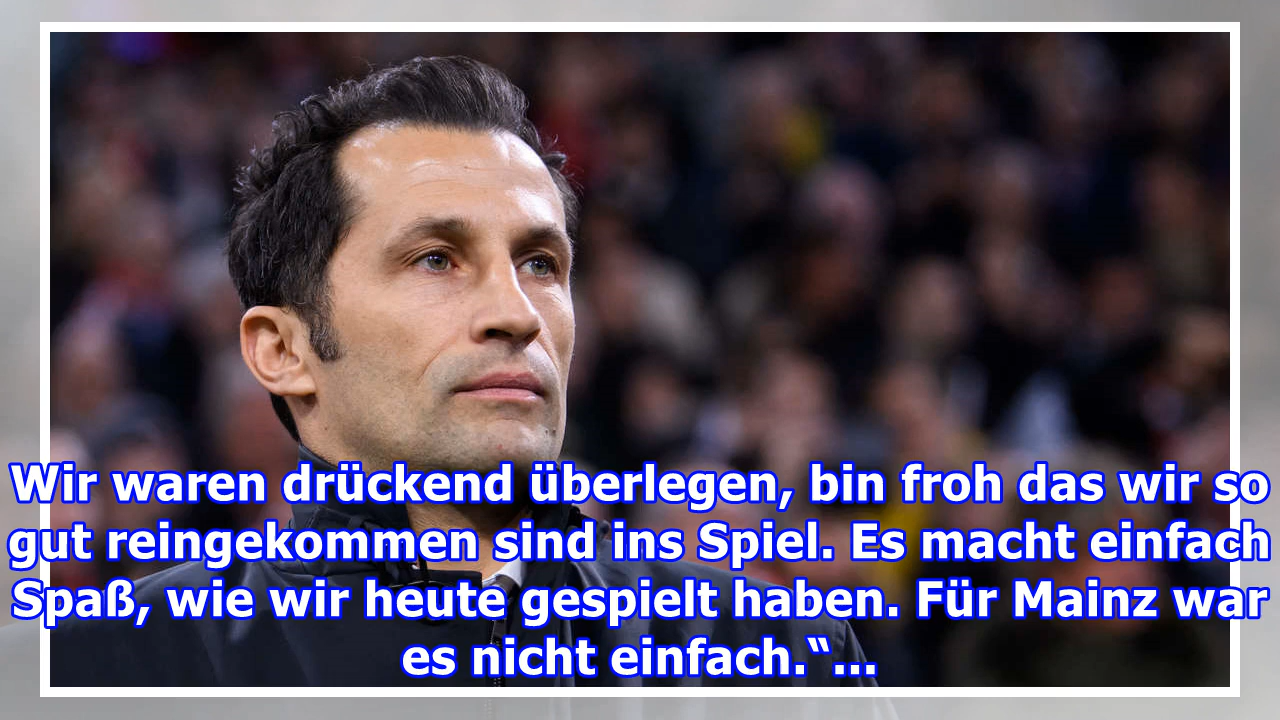 Wir waren drückend überlegen, bin froh das wir so
gut reingekommen sind ins Spiel. Es macht einfach
Spaß, wie wir heute gespielt haben. Für Mainz war
es nicht einfach.“...